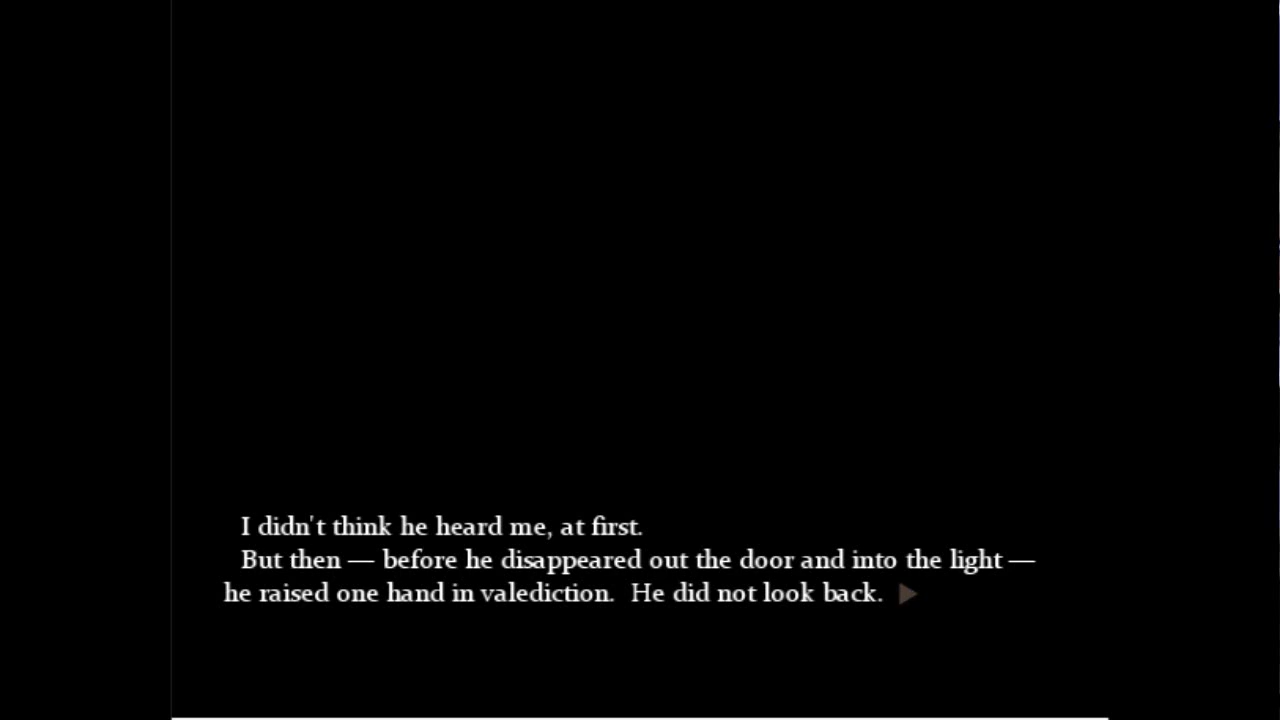 I didn't think he heard me, at first.
But then — before he disappeared out the door and into the light —
he raised one hand in valediction.  He did not look back.